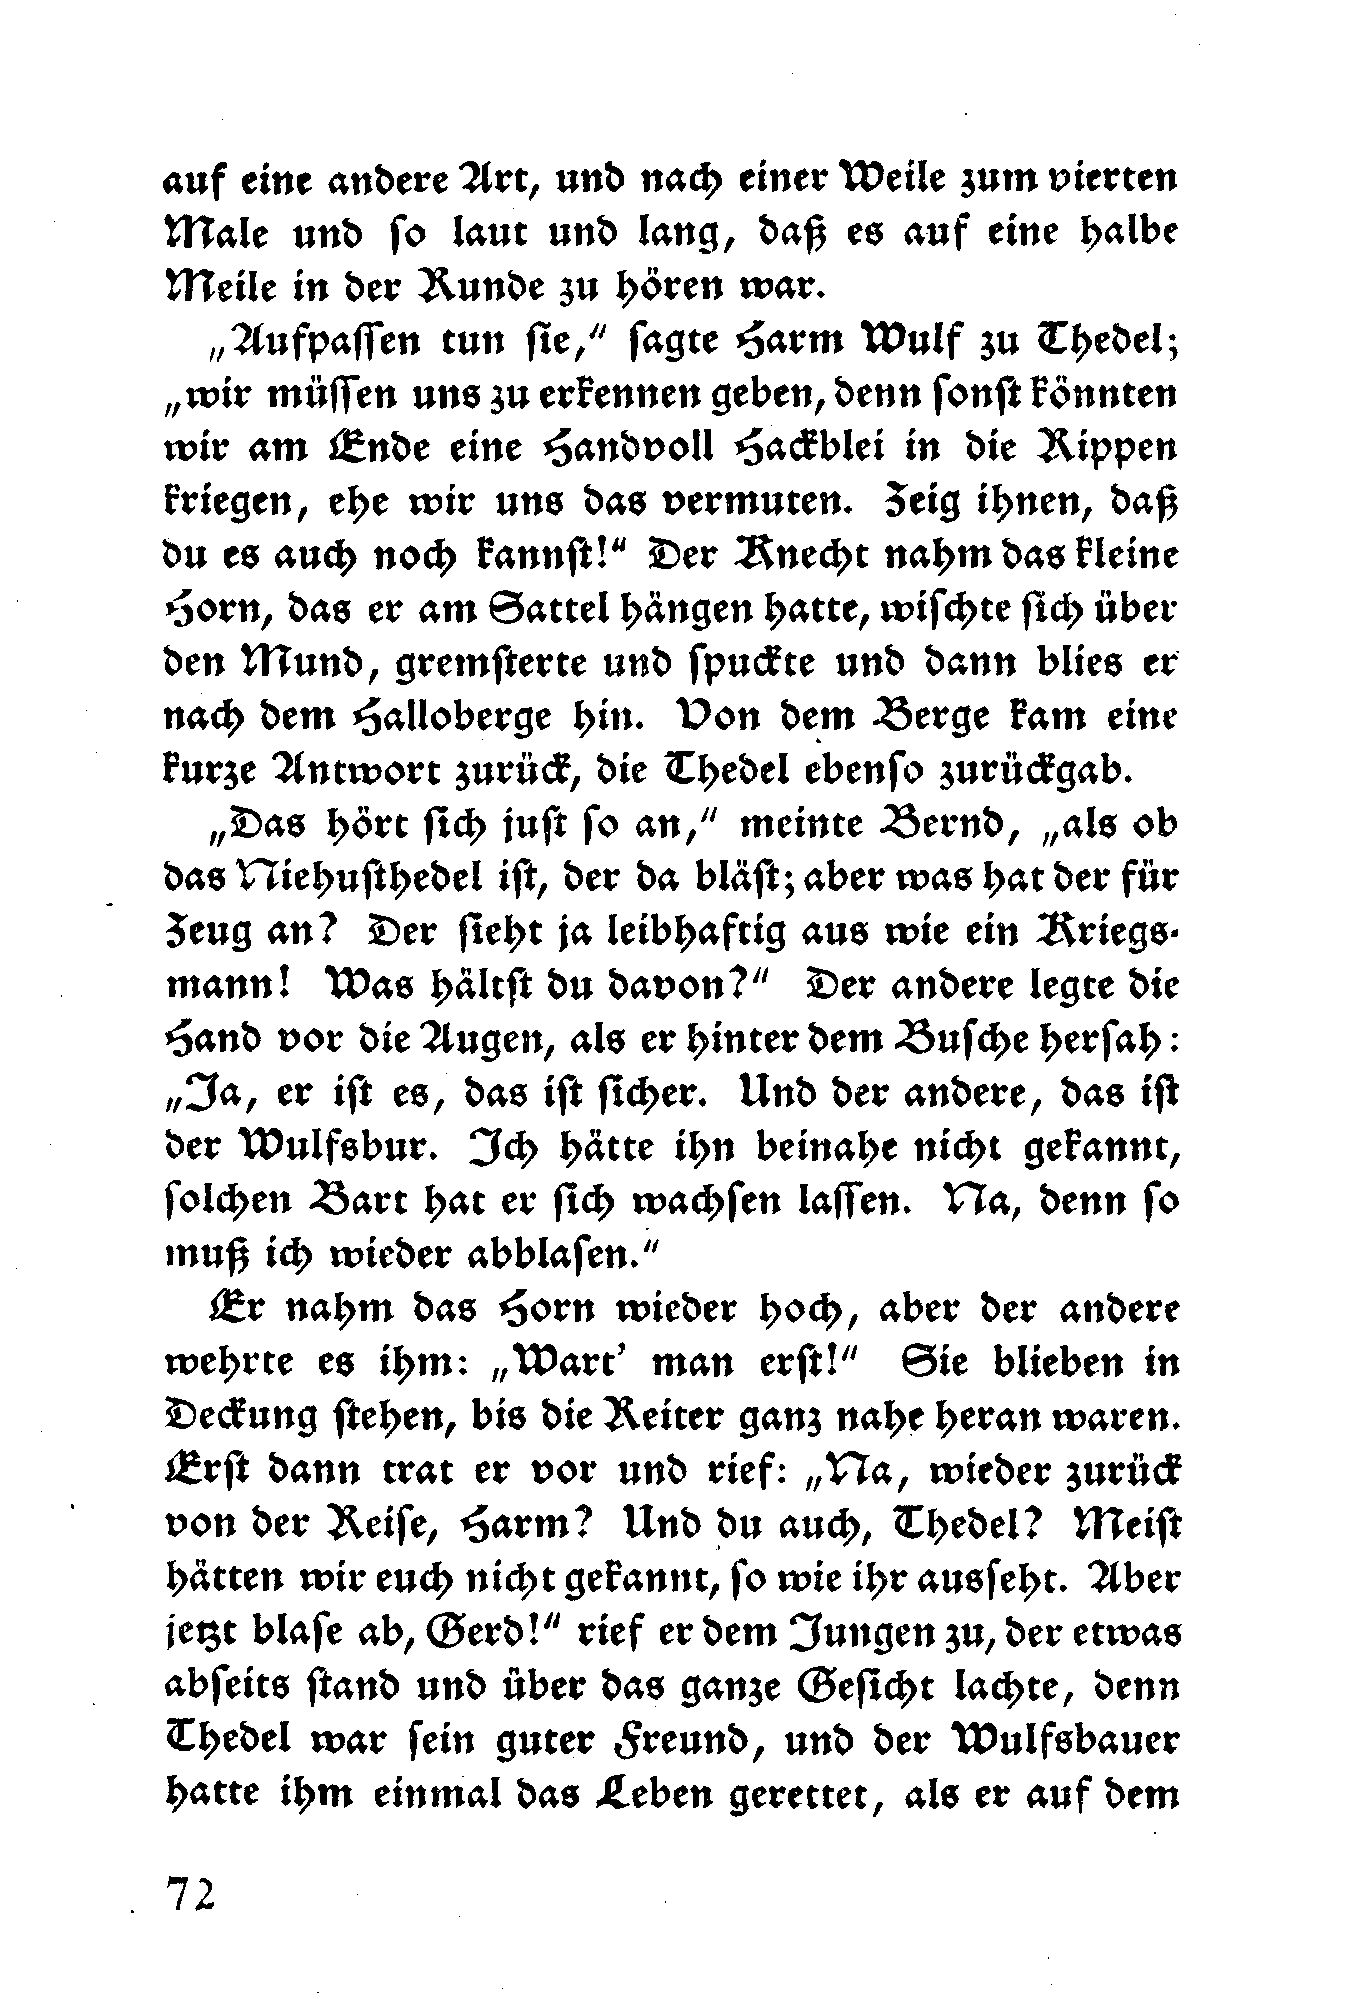 auf eine andere Art, und nach einer Weile zum vierten
Male und so laut und lang, daß es auf eine halbe
Meile in der Runde zu hören war.
„Aufpassen tun sie,“ sagte Harm Wulf zu Thedel;
„wir müssen uns zu erkennen geben, denn sonst könnten
wir am Ende eine Handvoll Hackblei in die Rippen
kriegen, ehe wir uns das vermuten. Zeig ihnen, daß
du es auch noch kannst!“ Der Knecht nahm das kleine
Horn, das er am Sattel hängen hatte, wischte sich über
den Mund, gremsterte und spuckte und dann blies er
nach dem Halloberge hin. Von dem Berge kam eine
kurze Antwort zurück, die Thedel ebenso zurückgab.
„Das hört sich just so an,“ meinte Bernd, „als ob
das Niehusthedel ist, der da bläst; aber was hat der für
Zeug an? Der sieht ja leibhaftig aus wie ein Kriegs-
mann! Was hältst du davon?“ Der andere legte die
Hand vor die Augen, als er hinter dem Busche hersah:
„Ja, er ist es, das ist sicher. Und der andere, das ist
der Wulfsbur. Ich hätte ihn beinahe nicht gekannt,
solchen Bart hat er sich wachsen lassen. Na, denn so
muß ich wieder abblasen.“
Er nahm das Horn wieder hoch, aber der andere
wehrte es ihm: „Wart’ man erst!“ Sie blieben in
Deckung stehen, bis die Reiter ganz nahe heran waren.
Erst dann trat er vor und rief: „Na, wieder zurück
von der Reise, Harm? Und du auch, Thedel? Meist
hätten wir euch nicht gekannt, so wie ihr ausseht. Aber
jetzt blase ab, Gerd!“ rief er dem Jungen zu, der etwas
abseits stand und über das ganze Gesicht lachte, denn
Thedel war sein guter Freund, und der Wulfsbauer
hatte ihm einmal das Leben gerettet, als er auf dem
72